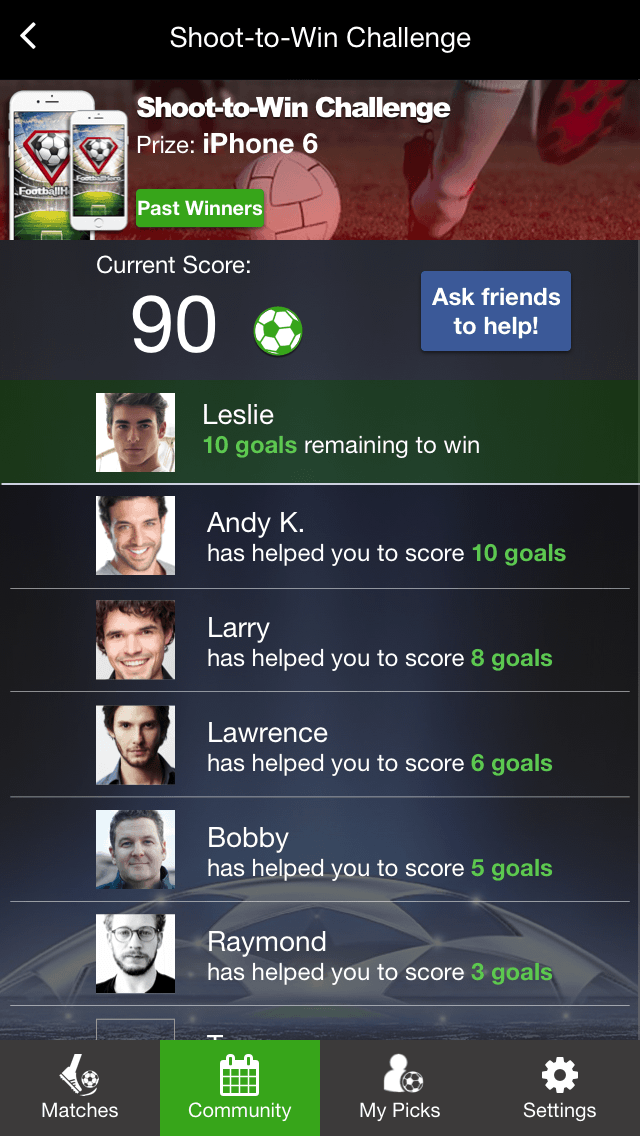 Shoot-to-Win Challenge
Shoot-to-Win Challenge
Prize: iPhone 6
Past Winners
Current Score:
90
Ask friends
to help!
Leslie
10 goals remaining to win
Andy K.
has helped you to score 10 goals
Larry
has helped you to score 8 goals
Lawrence
has helped you to score 6 goals
Bobby
has helped you to score 5 goals
Raymond
has helped you to score 3 goals
Matches
Community
My Picks
Settings